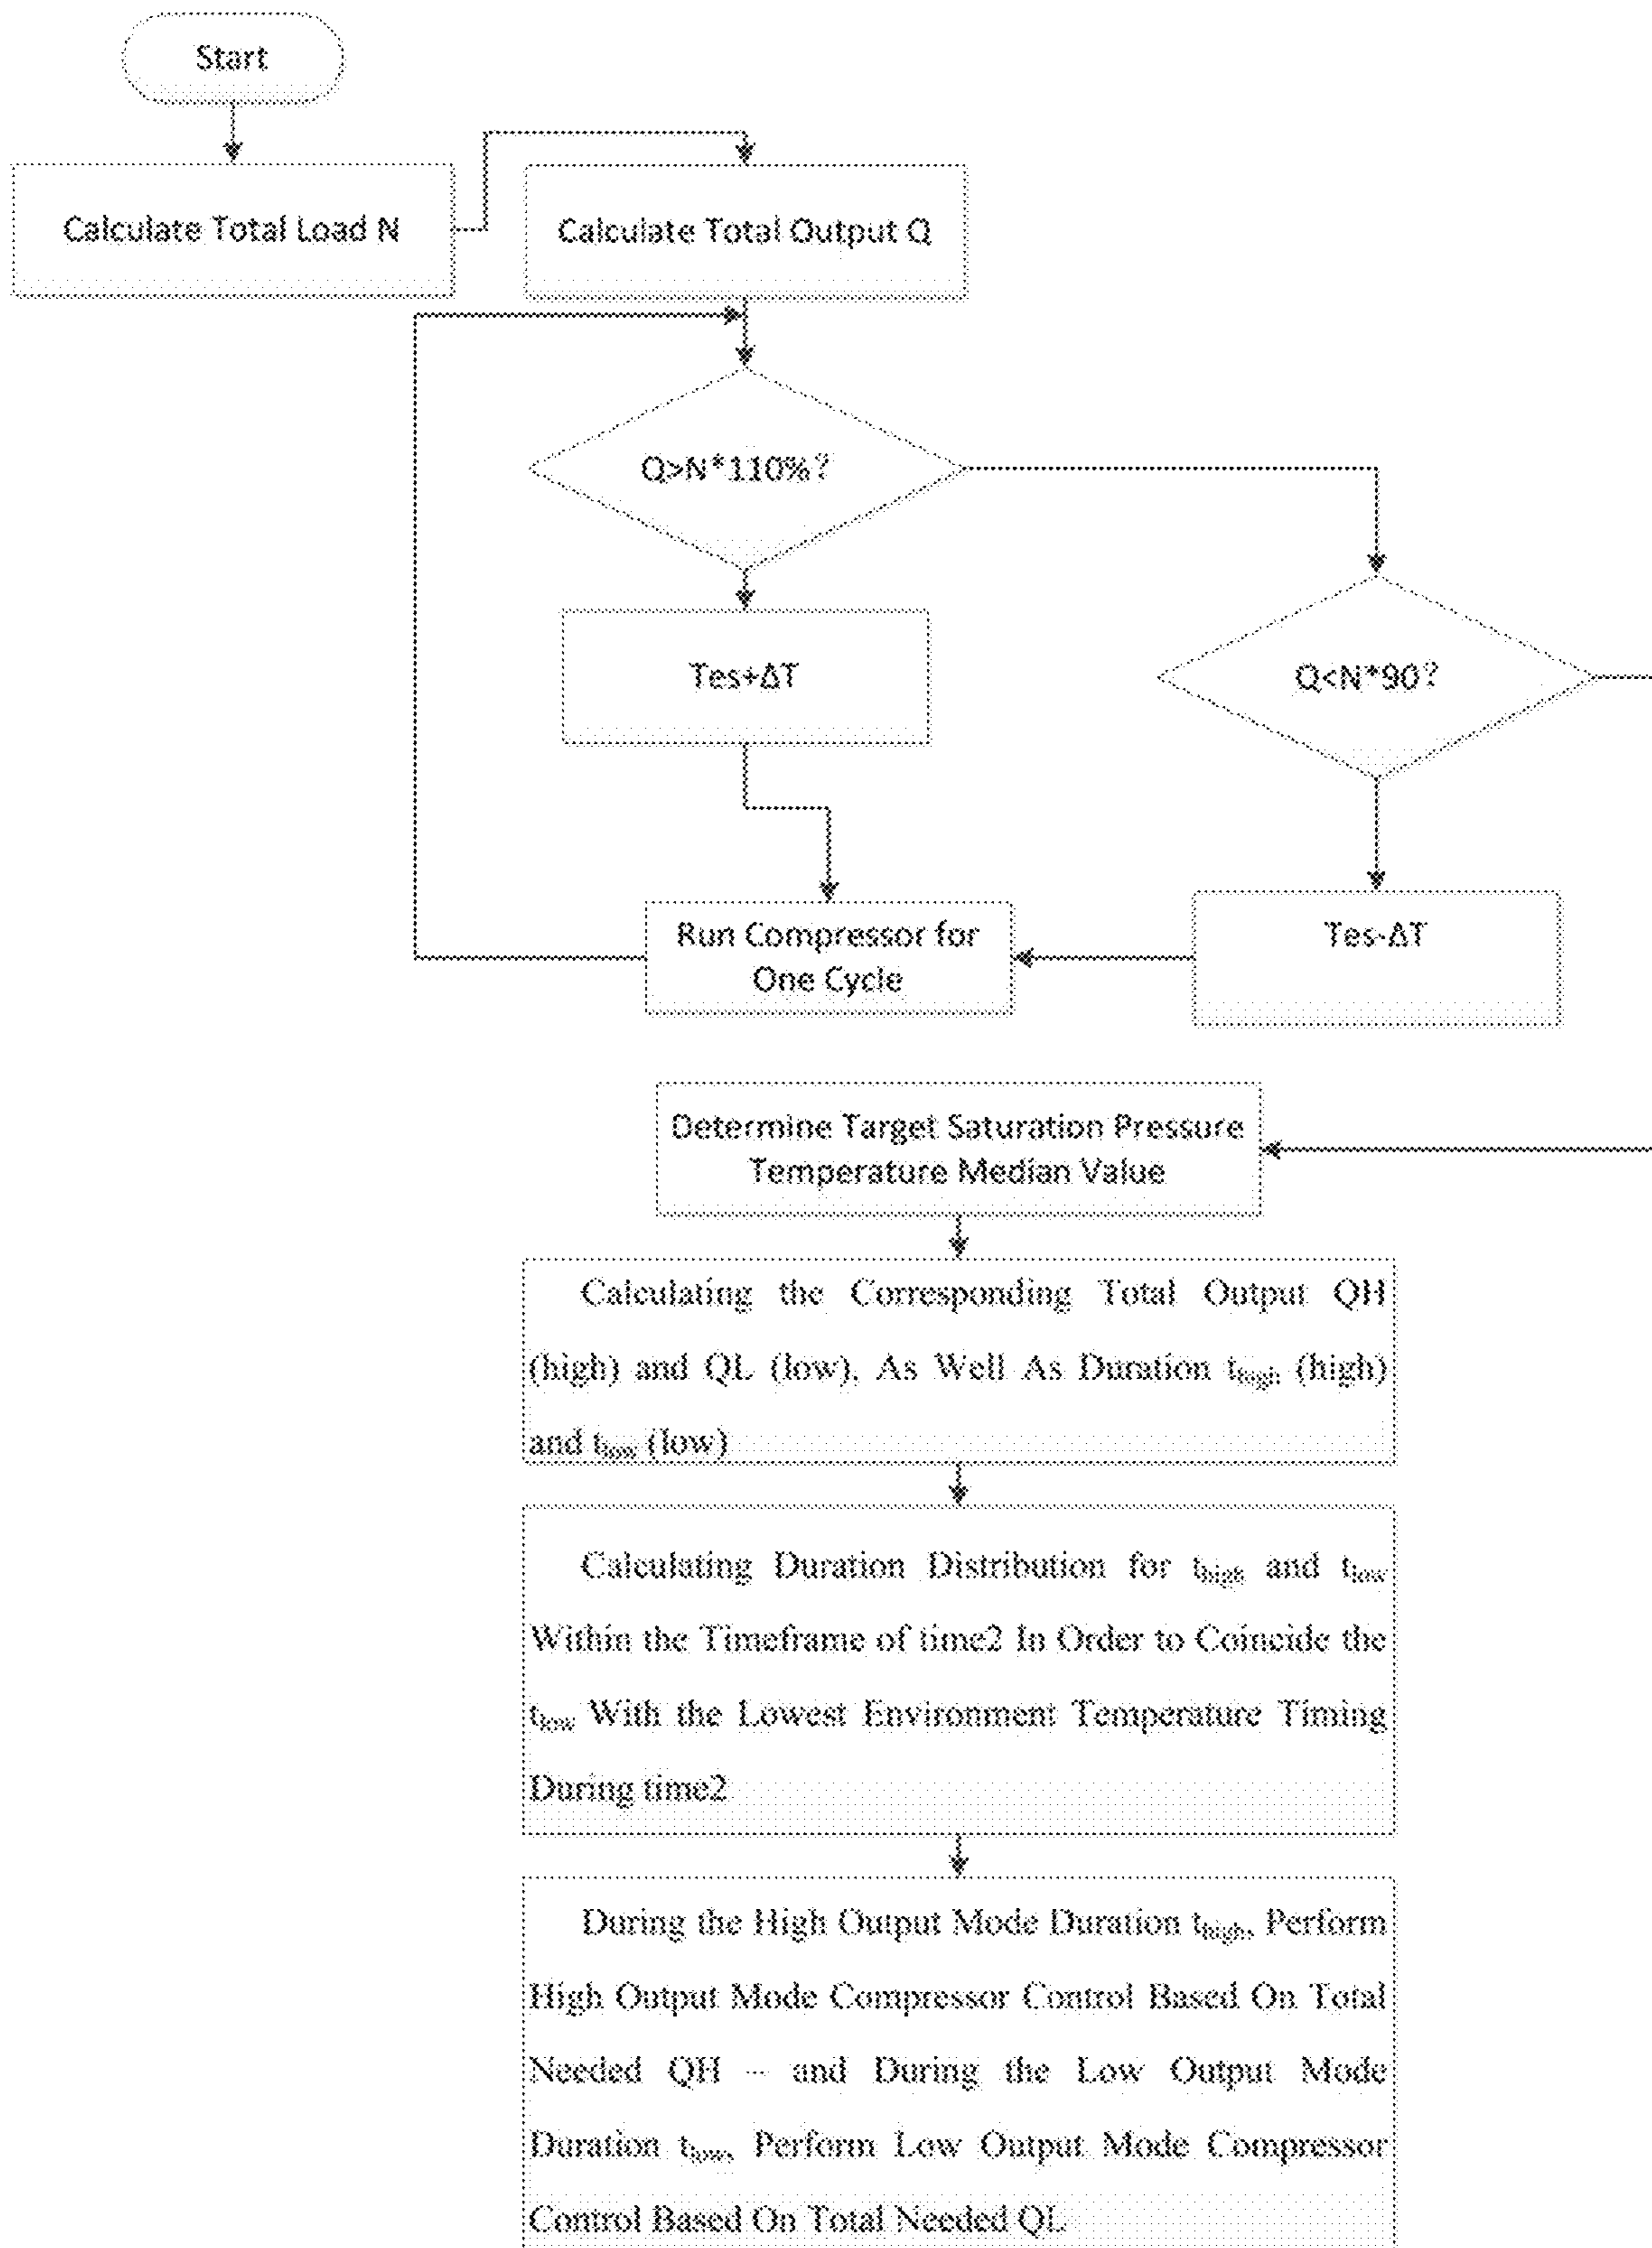 Start
Calculate Total Load N
Calculate Total Output Q
Q>N*110%?
Tes+ΔT
Q<N*90?
Run Compressor for
One Cycle
Tes-ΔT
Determine Target Saturation Pressure
Temperature Median Value
Calculating the Corresponding Total Output QH
(high) and QL (low), As Well As Duration thigh (high)
and tlow (low)
Calculating Duration Distribution for thigh and tlow
Within the Timeframe of time2 In Order to Coincide the
tlow With the Lowest Environment Temperature Timing
During time2
During the High Output Mode Duration thigh, Perform
High Output Mode Compressor Control Based On Total
Needed QH – and During the Low Output Mode
Duration tlow, Perform Low Output Mode Compressor
Control Based On Total Needed QL